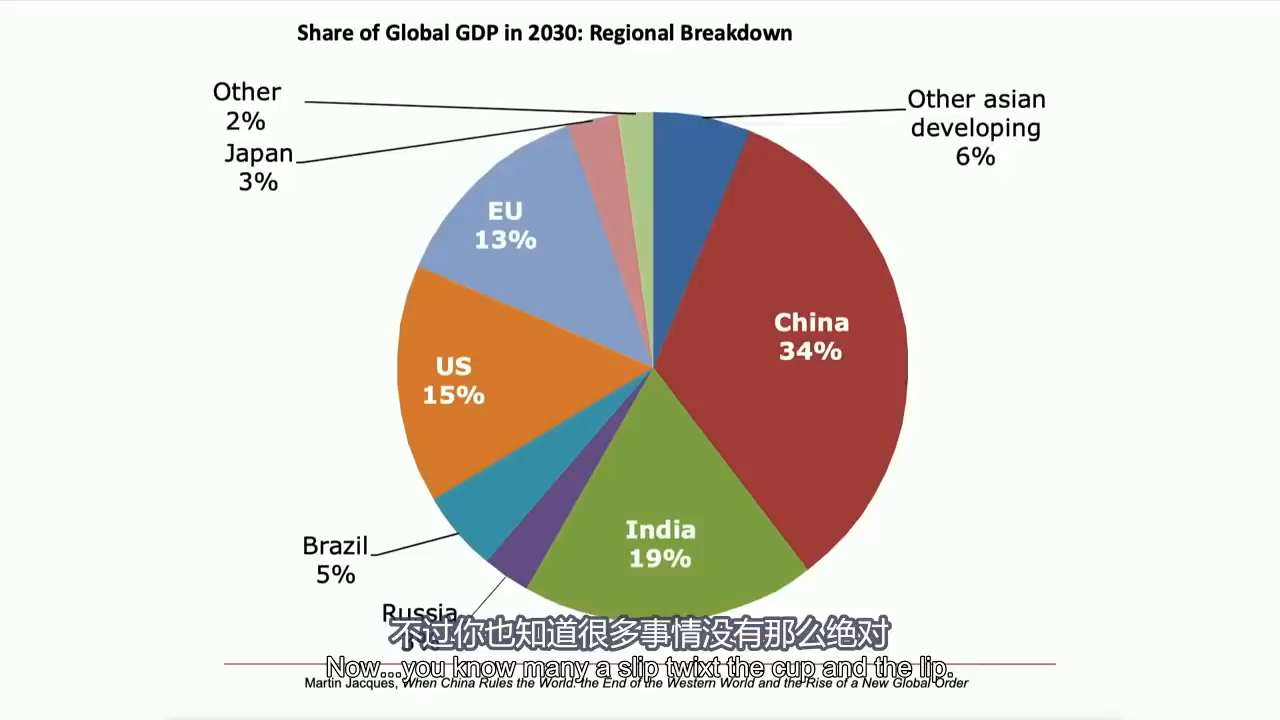 Share of Global GDP in 2030: Regional Breakdown
Other
2%
Japan
3%
Other asian
developing
6%
EU
13%
China
34%
US
15%
India
19%
Brazil
5%
Russia
不过你也知道很多事情没有那么绝对
Now...you know many a slip twixt the cup and the lip.
Martin Jacques, When China Rules the World: the End of the Western World and the Rise of a New Global Order